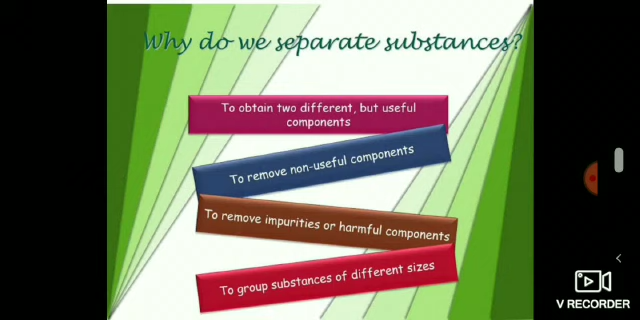 Why do we separate substances?
To obtain two different, but useful
components
To remove non-useful components
To remove impurities or harmful components
To group substances of different sizes
V RECORDER